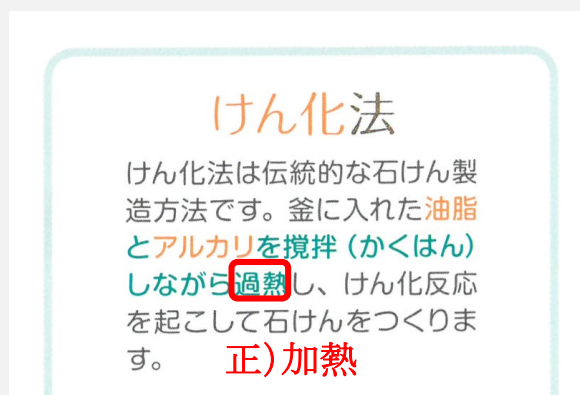 けん化法
けん化法は伝統的な石けん製
造方法です。釜に入れた油脂
とアルカリを撹拌（かくはん）
しながら過熱し、けん化反応
を起こして石けんをつくりま
す。
正）加熱